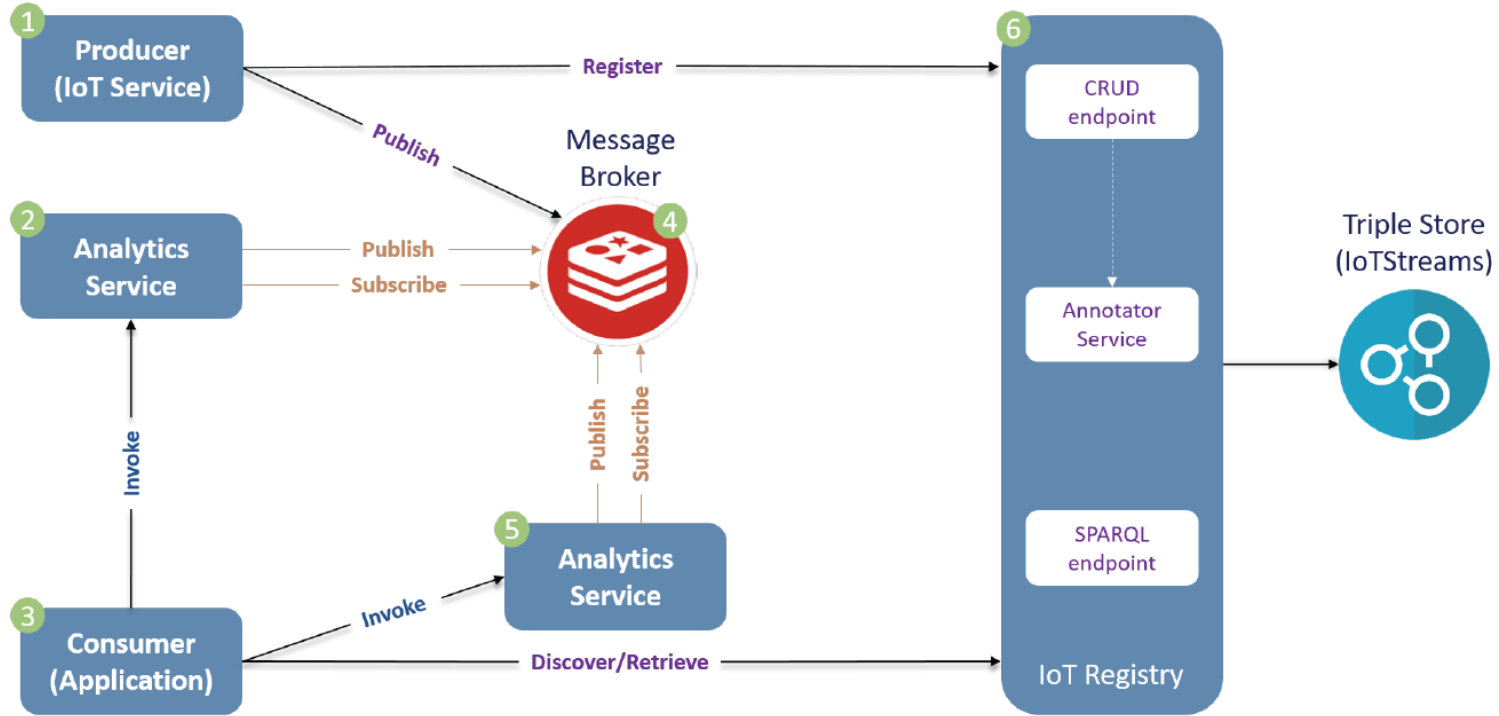 1
Producer
(IoT Service)
Register
6
CRUD
endpoint
Publish
Message
Broker
4
2
Analytics
Service
Publish
Subscribe
Triple Store
(IoTStreams)
Annotator
Service
Invoke
Publish
Subscribe
5
Analytics
Service
SPARQL
endpoint
3
Consumer
(Application)
Invoke
Discover/Retrieve
IoT Registry